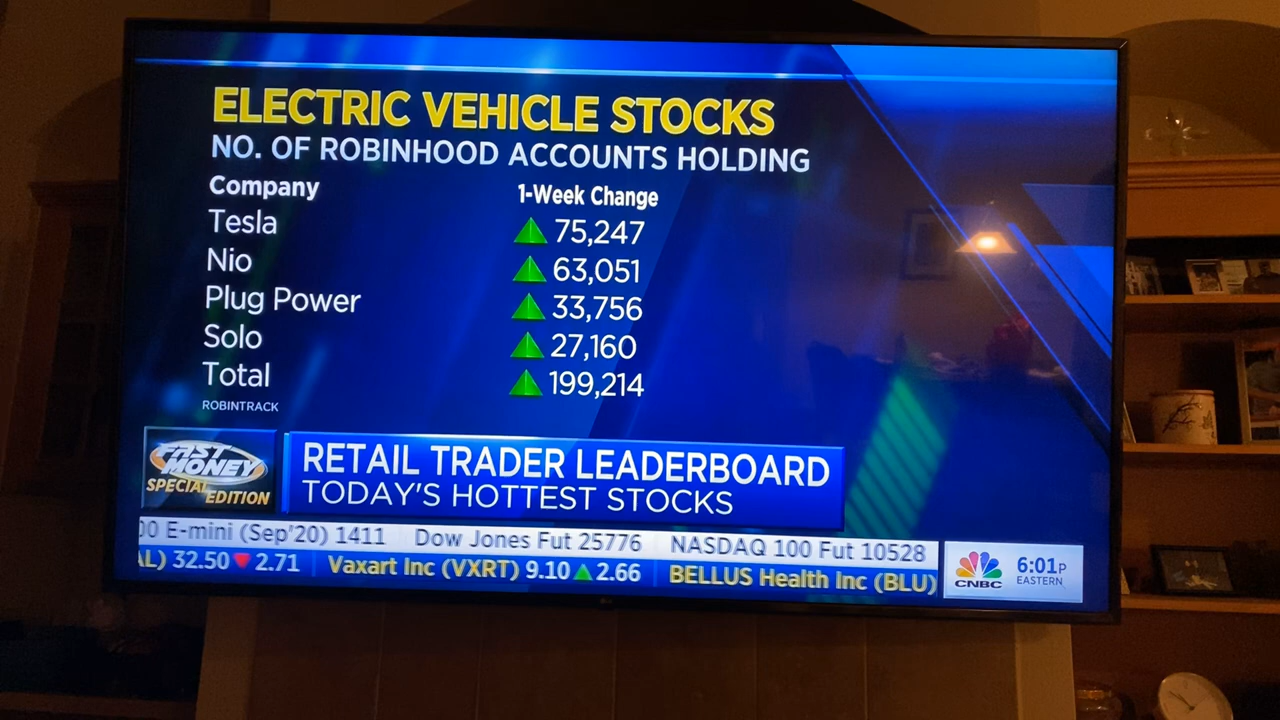 ELECTRIC VEHICLE STOCKS
NO. OF ROBINHOOD ACCOUNTS HOLDING
Company 1-Week Change
Tesla 75,247
Nio 63,051
Plug Power 33,756
Solo 27,160
Total 199,214
ROBINTRACK
FAST MONEY
SPECIAL EDITION
RETAIL TRADER LEADERBOARD
TODAY'S HOTTEST STOCKS
00 E-mini (Sep'20) 1411 Dow Jones Fut 25776 NASDAQ 100 Fut 10528
AL) 32.50 ▼ 2.71 Vaxart Inc (VXRT) 9.10 ▲ 2.66 BELLUS Health Inc (BLU)
CNBC
6:01P
EASTERN